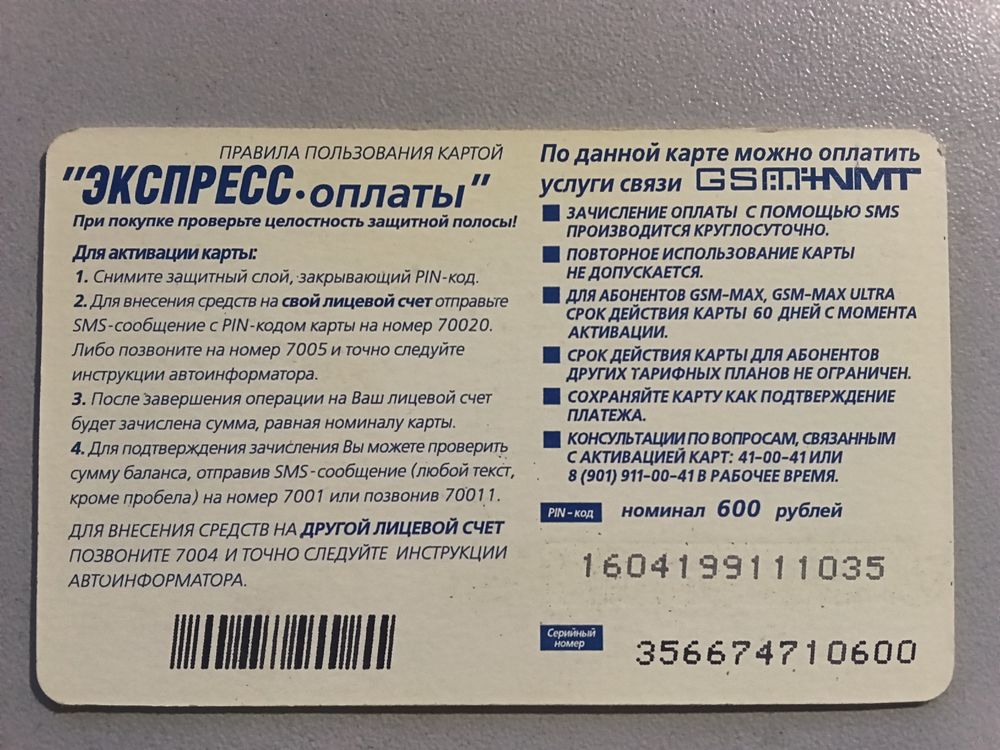 ПРАВИЛА ПОЛЬЗОВАНИЯ КАРТОЙ
"ЭКСПРЕСС·оплаты"
При покупке проверьте целостность защитной полосы!
Для активации карты:
1. Снимите защитный слой, закрывающий PIN-код.
2. Для внесения средств на свой лицевой счет отправьте
SMS-сообщение с PIN-кодом карты на номер 70020.
Либо позвоните на номер 7005 и точно следуйте
инструкции автоинформатора.
3. После завершения операции на Ваш лицевой счет
будет зачислена сумма, равная номиналу карты.
4. Для подтверждения зачисления Вы можете проверить
сумму баланса, отправив SMS-сообщение (любой текст,
кроме пробела) на номер 7001 или позвонив 70011.
ДЛЯ ВНЕСЕНИЯ СРЕДСТВ НА ДРУГОЙ ЛИЦЕВОЙ СЧЕТ
ПОЗВОНИТЕ 7004 И ТОЧНО СЛЕДУЙТЕ ИНСТРУКЦИИ
АВТОИНФОРМАТОРА.
По данной карте можно оплатить
услуги связи GSM+NMT
ЗАЧИСЛЕНИЕ ОПЛАТЫ С ПОМОЩЬЮ SMS
ПРОИЗВОДИТСЯ КРУГЛОСУТОЧНО.
ПОВТОРНОЕ ИСПОЛЬЗОВАНИЕ КАРТЫ
НЕ ДОПУСКАЕТСЯ.
ДЛЯ АБОНЕНТОВ GSM-MAX, GSM-MAX ULTRA
СРОК ДЕЙСТВИЯ КАРТЫ 60 ДНЕЙ С МОМЕНТА
АКТИВАЦИИ.
СРОК ДЕЙСТВИЯ КАРТЫ ДЛЯ АБОНЕНТОВ
ДРУГИХ ТАРИФНЫХ ПЛАНОВ НЕ ОГРАНИЧЕН.
СОХРАНЯЙТЕ КАРТУ КАК ПОДТВЕРЖДЕНИЕ
ПЛАТЕЖА.
КОНСУЛЬТАЦИИ ПО ВОПРОСАМ, СВЯЗАННЫМ
С АКТИВАЦИЕЙ КАРТ: 41-00-41 ИЛИ
8 (901) 911-00-41 В РАБОЧЕЕ ВРЕМЯ.
PIN-код номинал 600 рублей
1604199111035
Серийный
номер
356674710600